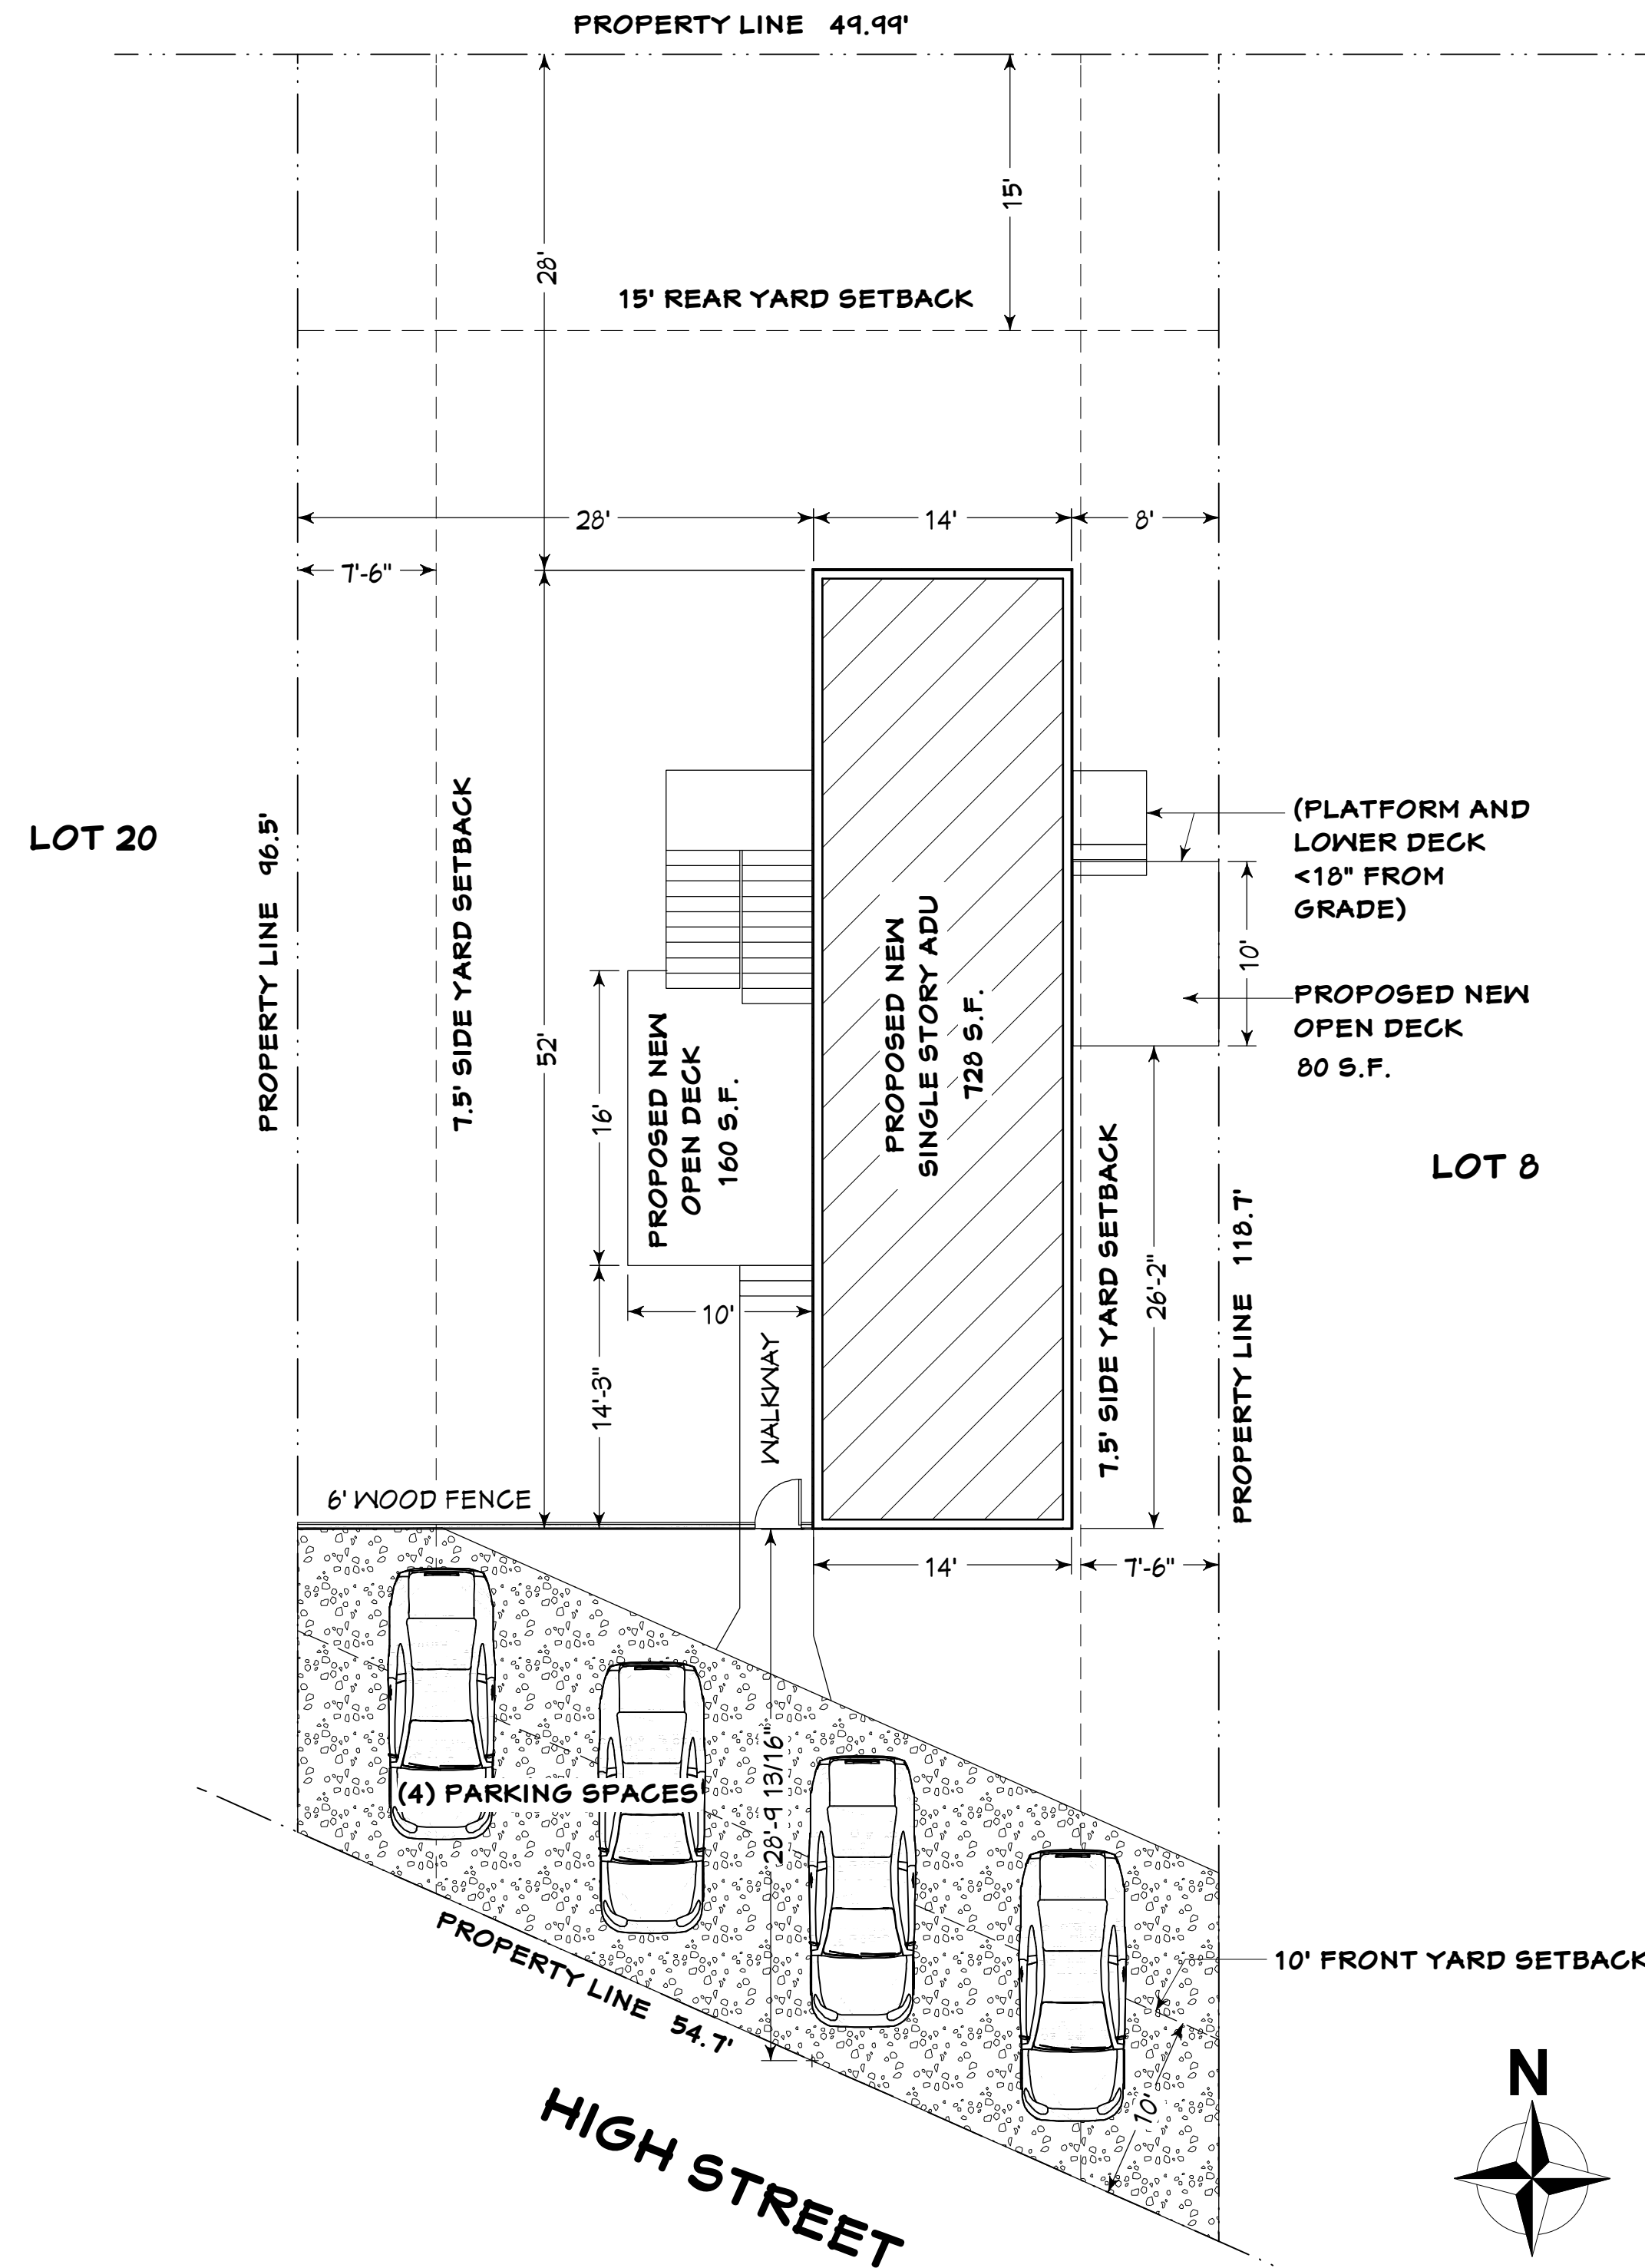 PROPERTY LINE 49.99'
15'
28'
15' REAR YARD SETBACK
28'
14'
8'
7'-6"
LOT 20
PROPERTY LINE 96.5'
7.5' SIDE YARD SETBACK
52'
16'
PROPOSED NEW
OPEN DECK
160 S.F.
PROPOSED NEW
SINGLE STORY ADU
728 S.F.
(PLATFORM AND
LOWER DECK
<18" FROM
GRADE)
10'
PROPOSED NEW
OPEN DECK
80 S.F.
LOT 8
7.5' SIDE YARD SETBACK
26'-2"
PROPERTY LINE 118.7'
10'
14'-3"
WALKWAY
6' WOOD FENCE
14'
7'-6"
(4) PARKING SPACES
28'-9 13/16"
PROPERTY LINE 54.7'
10' FRONT YARD SETBACK
10'
HIGH STREET
N